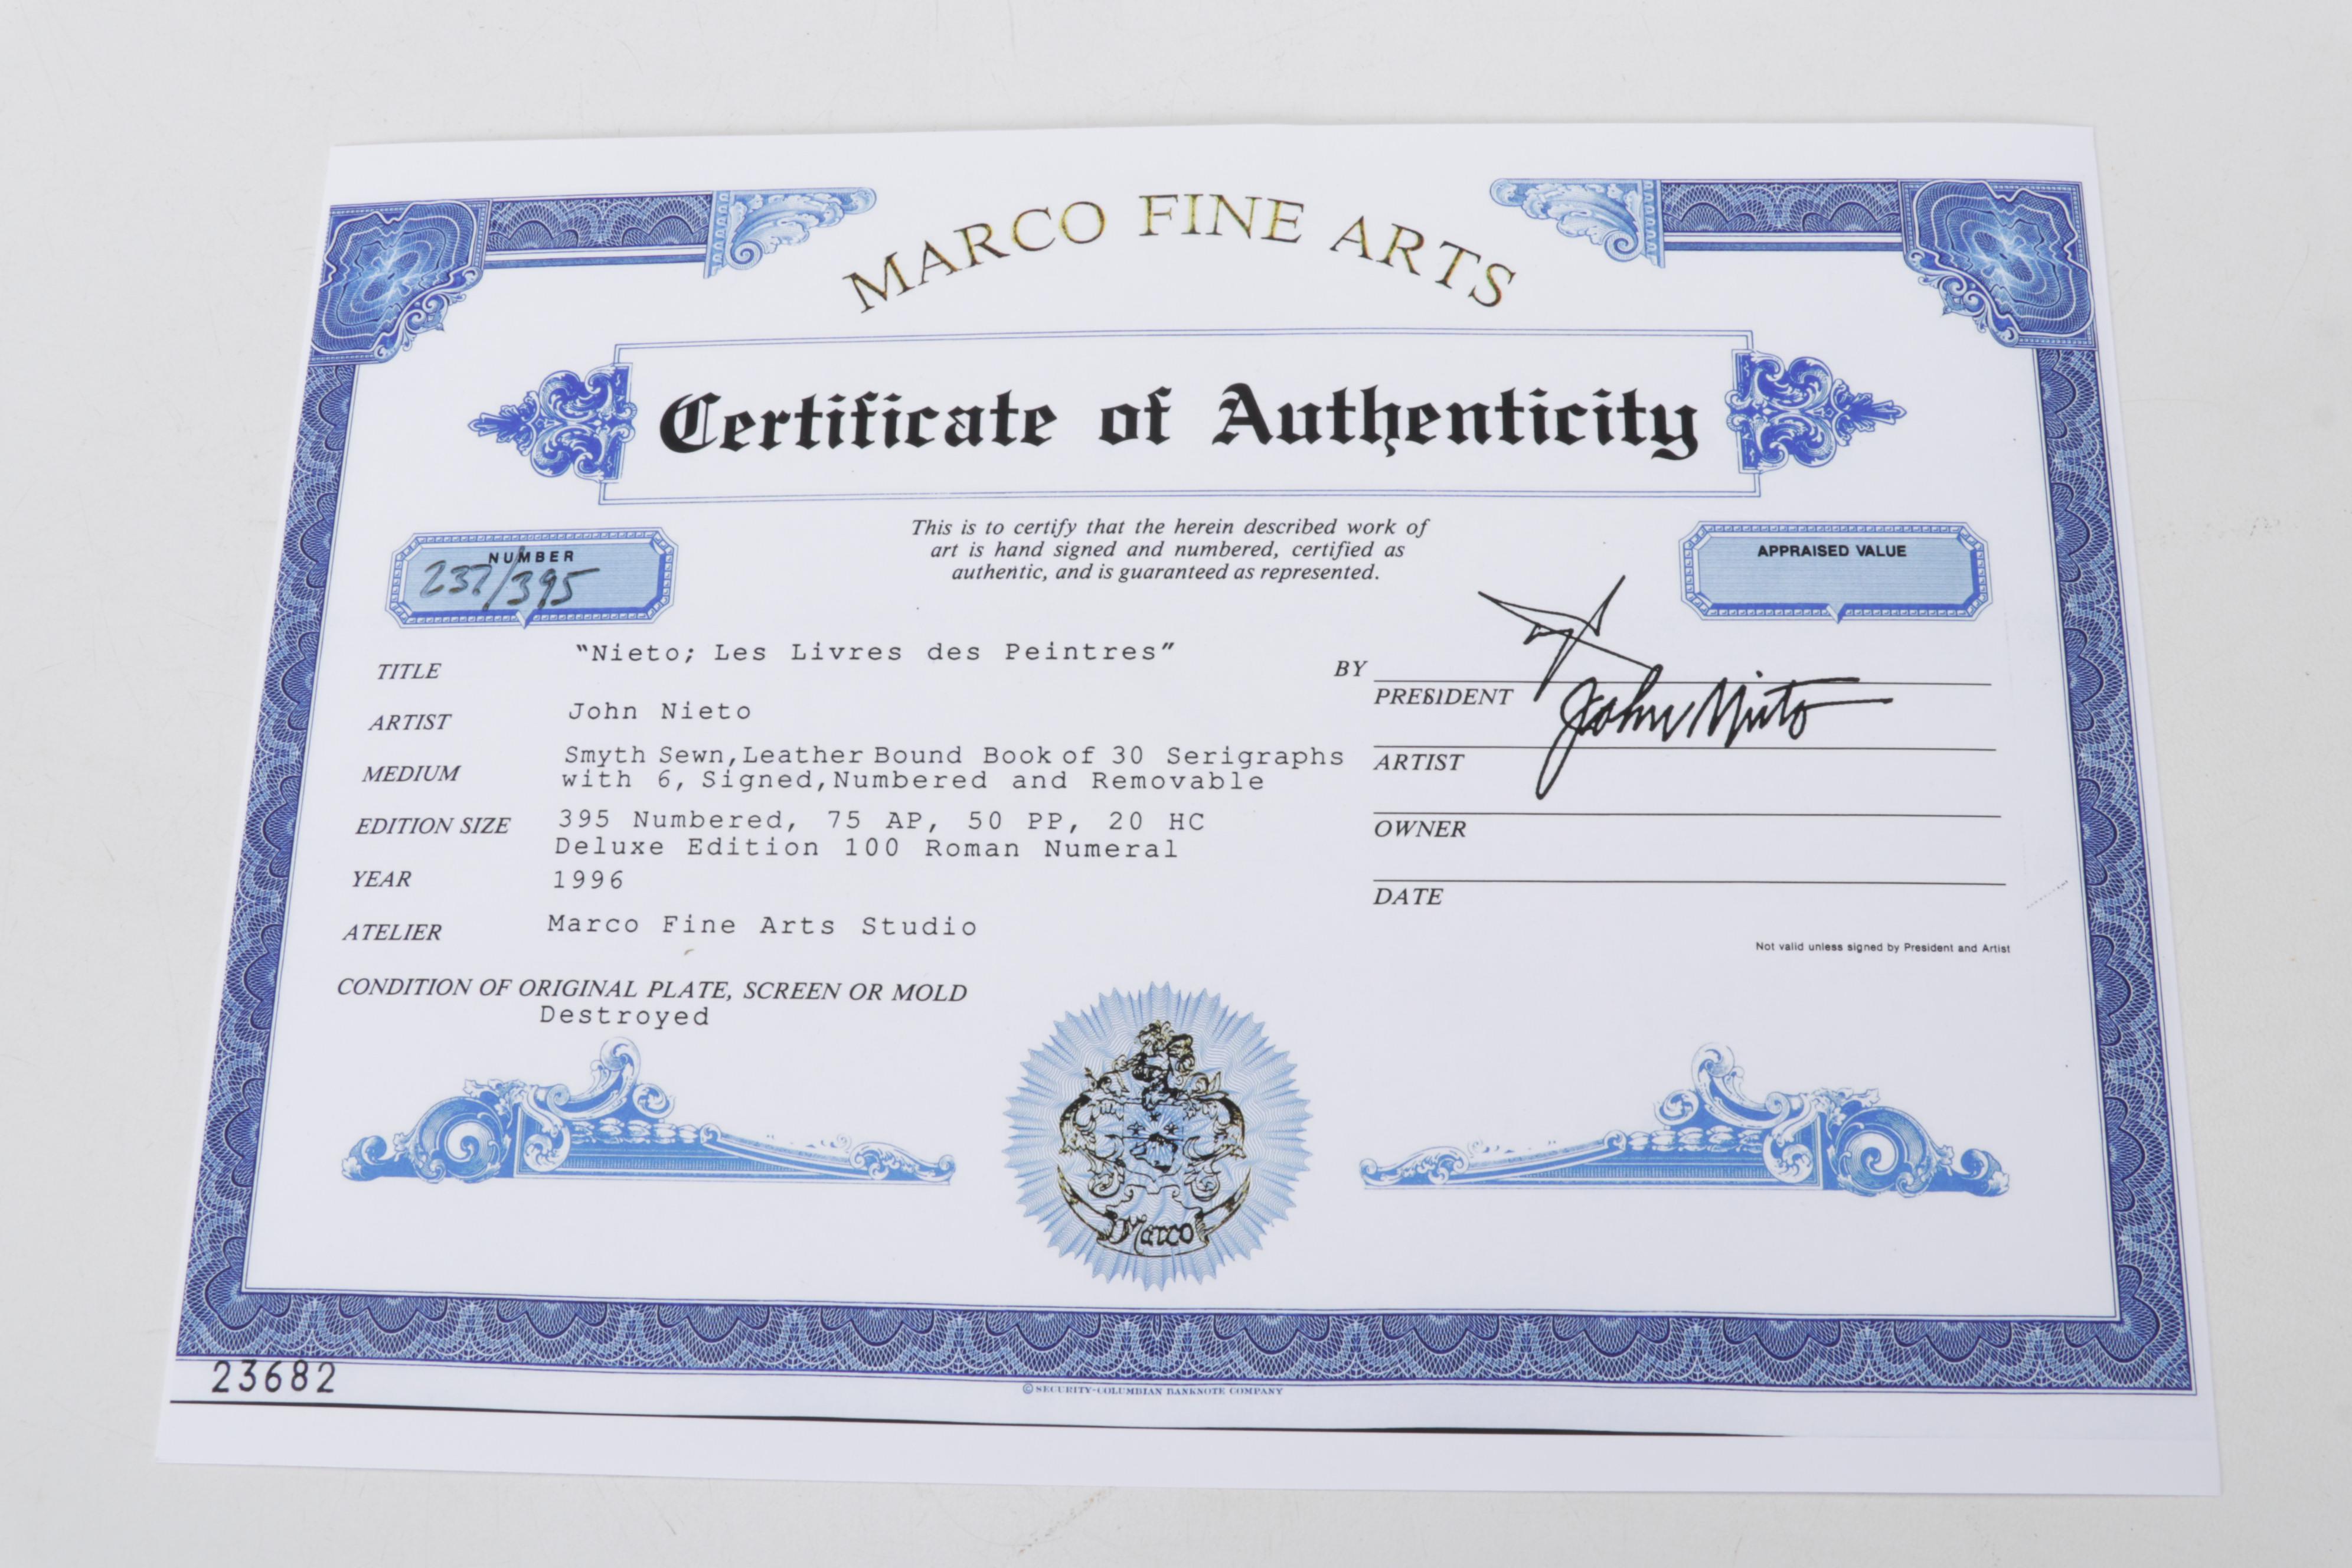 MARCO FINE ARTS
Certificate of Authenticity
This is to certify that the herein described work of
art is hand signed and numbered, certified as
authentic, and is guaranteed as represented.
NUMBER
237/395
APPRAISED VALUE
TITLE "Nieto; Les Livres des Peintres"
ARTIST John Nieto
MEDIUM Smyth Sewn, Leather Bound Book of 30 Serigraphs
with 6, Signed, Numbered and Removable
EDITION SIZE 395 Numbered, 75 AP, 50 PP, 20 HC
Deluxe Edition 100 Roman Numeral
YEAR 1996
ATELIER Marco Fine Arts Studio
CONDITION OF ORIGINAL PLATE, SCREEN OR MOLD
Destroyed
BY
PRESIDENT
John Nieto
ARTIST
OWNER
DATE
Not valid unless signed by President and Artist
Marco
23682
© SECURITY-COLUMBIAN BANKNOTE COMPANY